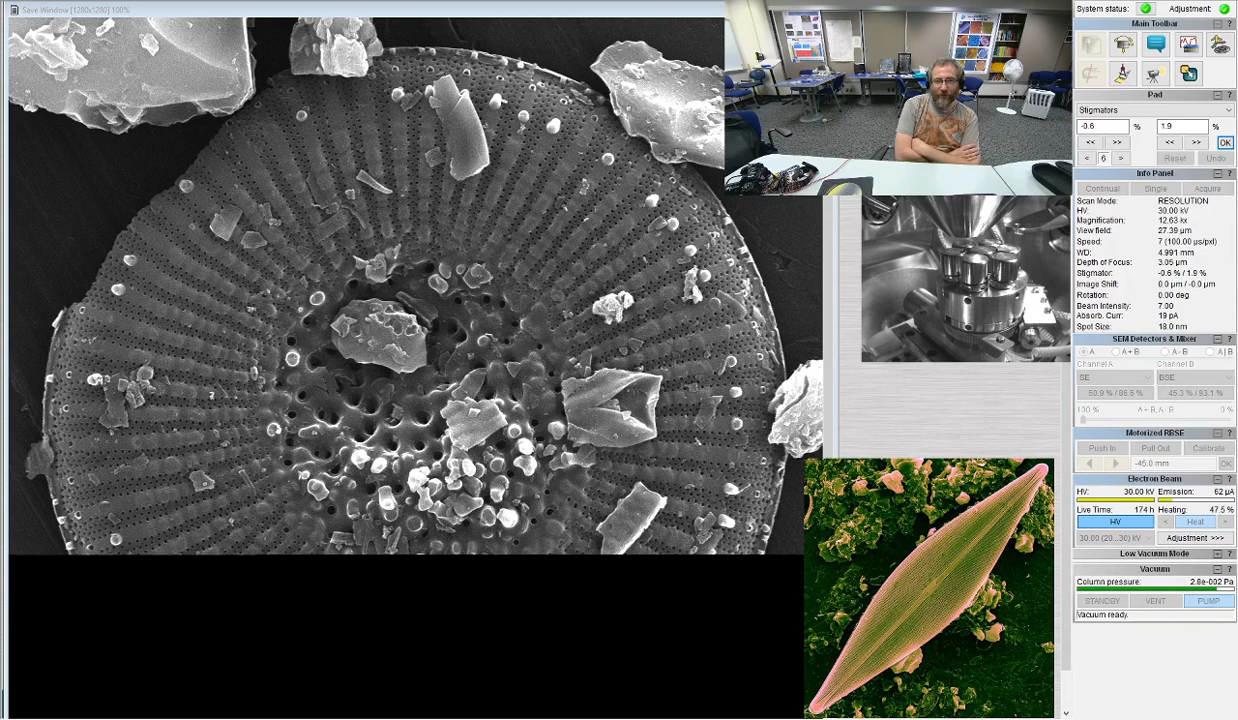 Save Window [1280x1280] 100%
System status:
Adjustment:
Main Toolbar
?
Pad
?
Stigmators
-0.6 % 1.9 %
<< >> << >> OK
< 6 > Reset Undo
Info Panel
?
Continual Single Acquire
Scan Mode: RESOLUTION
HV: 30.00 kV
Magnification: 12.63 kx
View field: 27.39 µm
Speed: 7 (100.00 µs/pxl)
WD: 4.991 mm
Depth of Focus: 3.05 µm
Stigmator: -0.6 % / 1.9 %
Image Shift: 0.0 µm / -0.0 µm
Rotation: 0.00 deg
Beam Intensity: 7.00
Absorb. Curr: 19 pA
Spot Size: 18.0 nm
SEM Detectors & Mixer
?
A A+B A-B A|B
Channel A Channel B
SE BSE
50.9 % / 86.5 % 45.3 % / 93.1 %
100 % 0 %
Motorized RBSE
?
Push In Pull Out Calibrate
-45.0 mm OK
Electron Beam
?
HV: 30.00 kV Emission: 62 µA
Live Time: 174 h Heating: 47.5 %
HV < Heat >
30.00 (20...30) kV Adjustment >>>
Low Vacuum Mode
?
Vacuum
?
Column pressure: 2.8e-002 Pa
STANDBY VENT PUMP
Vacuum ready.